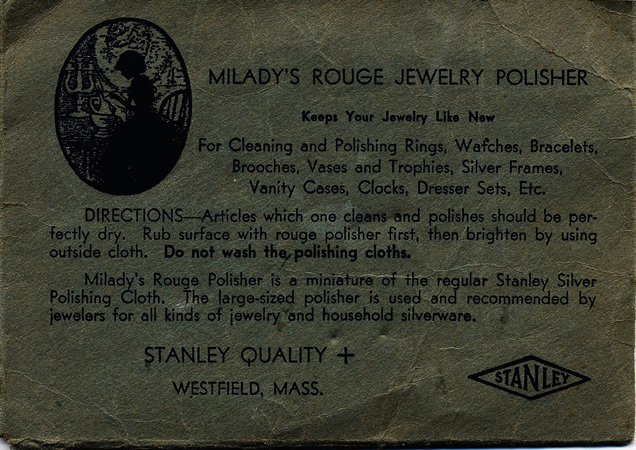 MILADY'S ROUGE JEWELRY POLISHER
Keeps Your Jewelry Like New
For Cleaning and Polishing Rings, Watches, Bracelets,
Brooches, Vases and Trophies, Silver Frames,
Vanity Cases, Clocks, Dresser Sets, Etc.
DIRECTIONS—Articles which one cleans and polishes should be per-
fectly dry. Rub surface with rouge polisher first, then brighten by using
outside cloth. Do not wash the polishing cloths.
Milady's Rouge Polisher is a miniature of the regular Stanley Silver
Polishing Cloth. The large-sized polisher is used and recommended by
jewelers for all kinds of jewelry and household silverware.
STANLEY QUALITY +
WESTFIELD, MASS.
STANLEY